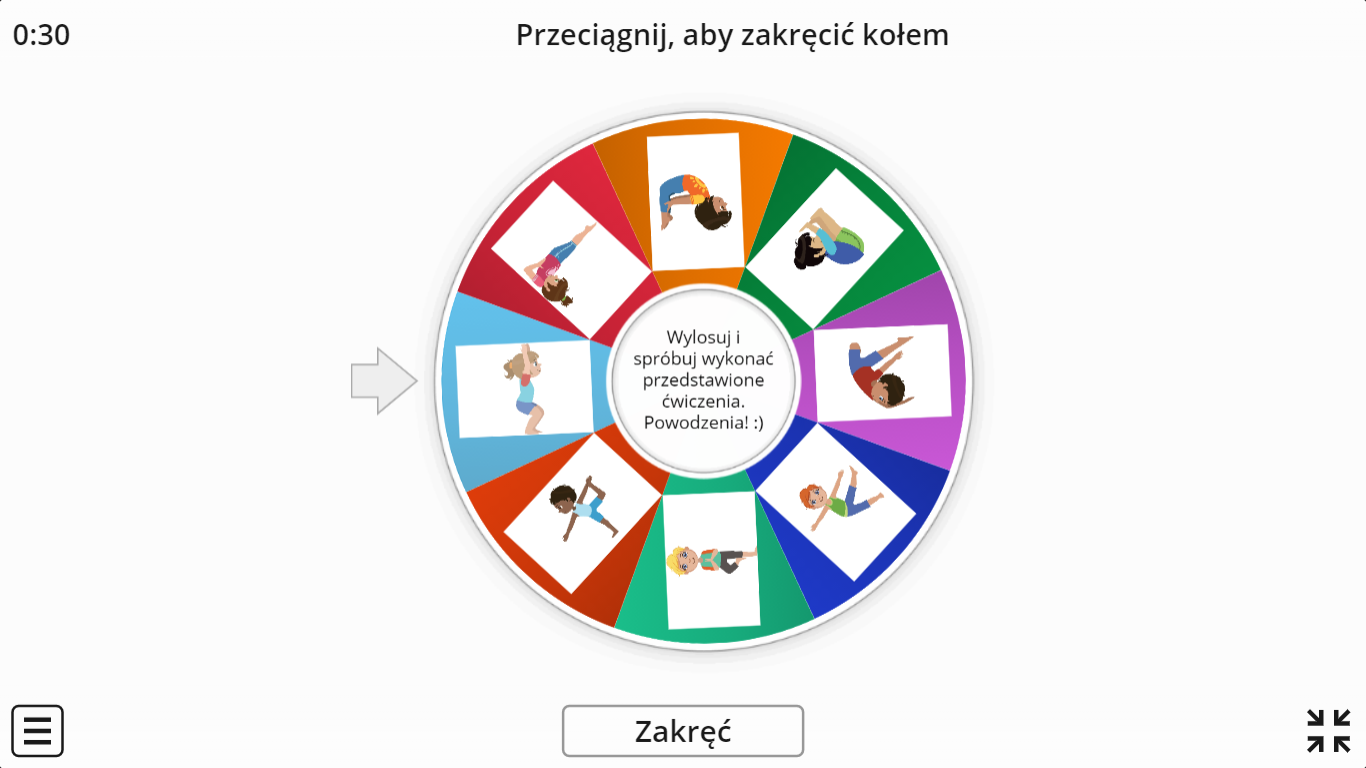 0:30
Przeciągnij, aby zakręcić kołem
Wylosuj i
spróbuj wykonać
przedstawione
ćwiczenia.
Powodzenia! :)
Zakręć